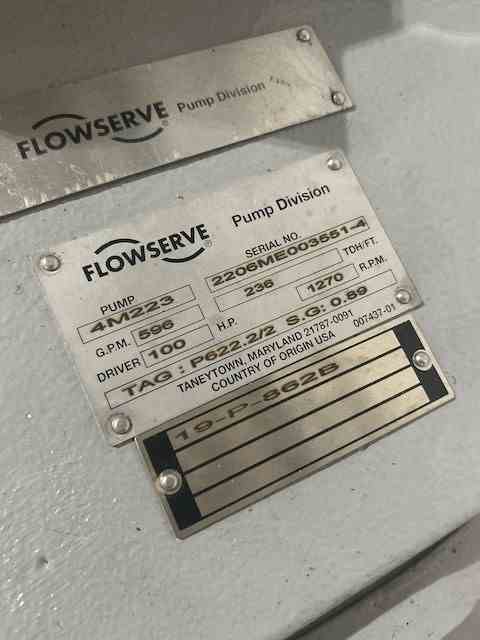 FLOWSERVE® Pump Division
FLOWSERVE® Pump Division
PUMP SERIAL NO.
4M223 2206ME003551-4
G.P.M. 596 236 TDH/FT.
DRIVER 100 H.P. 1270 R.P.M.
TAG : P622.2/2 S.G: 0.89
TANEYTOWN, MARYLAND 21787-0091
COUNTRY OF ORIGIN USA 007437-01
19-P-862B